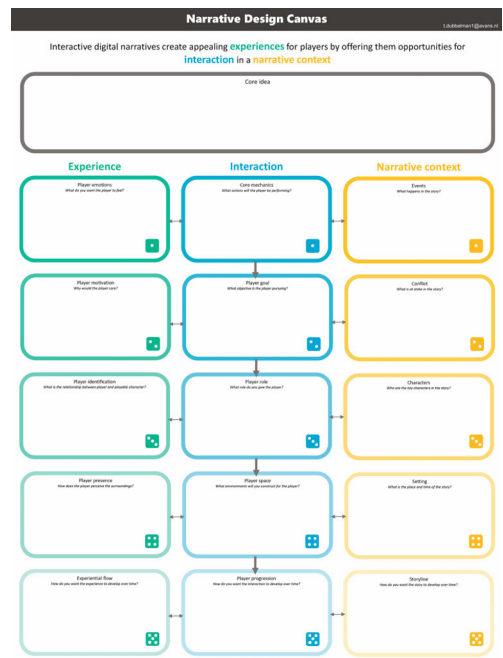 Narrative Design Canvas
t.dubbelman1@avans.nl
Interactive digital narratives create appealing experiences for players by offering them opportunities for
interaction in a narrative context
Core idea
Experience
Interaction
Narrative context
Player emotions
What do you want the player to feel?
Core mechanics
What actions will the player be performing?
Events
What happens in the story?
Player motivation
Why would the player care?
Player goal
What objective is the player pursuing?
Conflict
What is at stake in the story?
Player identification
What is the relationship between player and playable character?
Player role
What role do you give the player?
Characters
Who are the key characters in the story?
Player presence
How does the player perceive the surroundings?
Player space
What environments will you construct for the player?
Setting
What is the place and time of the story?
Experiential flow
How do you want the experience to develop over time?
Player progression
How do you want the interaction to develop over time?
Storyline
How do you want the story to develop over time?